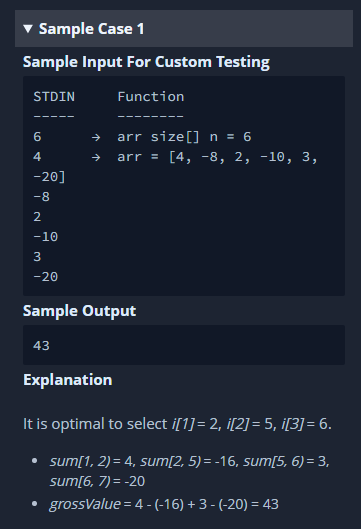 ▼ Sample Case 1
Sample Input For Custom Testing
STDIN Function
----- --------
6 → arr size[] n = 6
4 → arr = [4, -8, 2, -10, 3,
-20]
-8
2
-10
3
-20
Sample Output
43
Explanation
It is optimal to select i[1] = 2, i[2] = 5, i[3] = 6.
• sum[1, 2) = 4, sum[2, 5) = -16, sum[5, 6) = 3,
sum[6, 7) = -20
• grossValue = 4 - (-16) + 3 - (-20) = 43